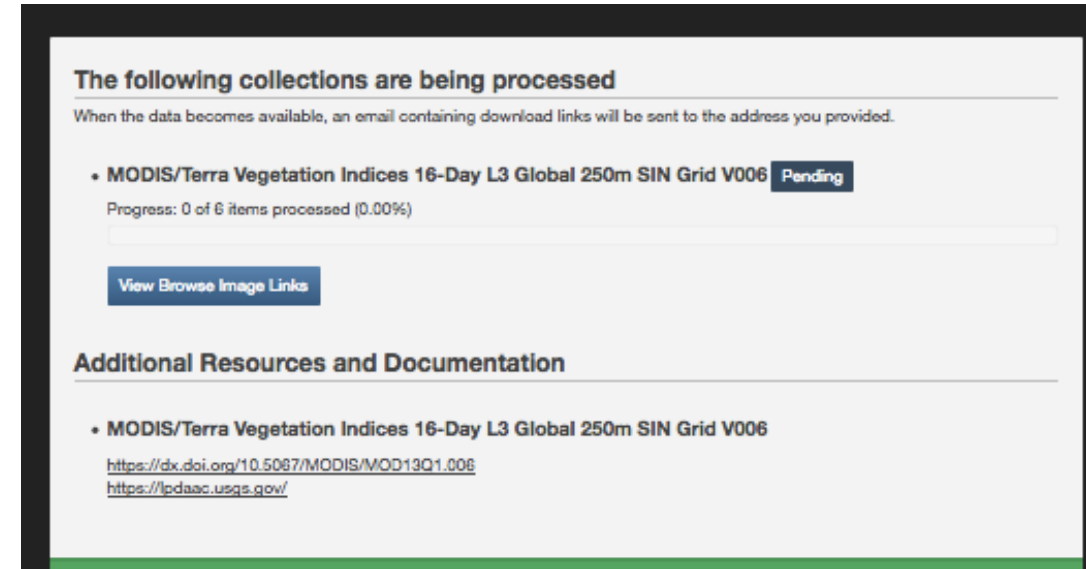 The following collections are being processed
When the data becomes available, an email containing download links will be sent to the address you provided.
• MODIS/Terra Vegetation Indices 16-Day L3 Global 250m SIN Grid V006 Pending
Progress: 0 of 6 items processed (0.00%)
View Browse Image Links
Additional Resources and Documentation
• MODIS/Terra Vegetation Indices 16-Day L3 Global 250m SIN Grid V006
https://dx.doi.org/10.5067/MODIS/MOD13Q1.006
https://lpdaac.usgs.gov/